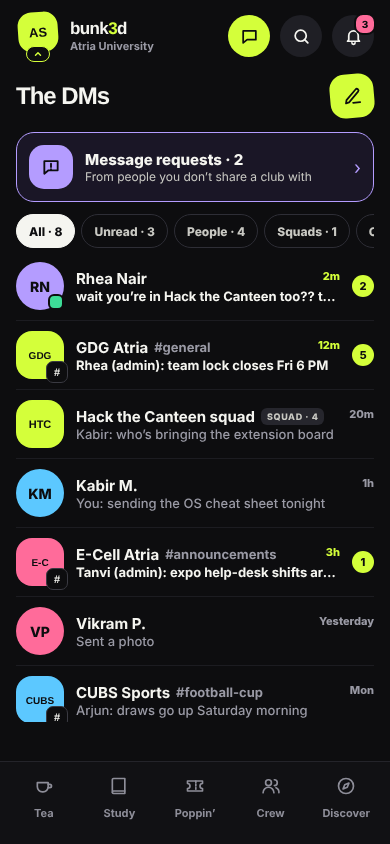 AS
bunk3d
Atria University
3
The DMs
Message requests · 2
From people you don’t share a club with
›
All · 8
Unread · 3
People · 4
Squads · 1
RN
Rhea Nair
2m
wait you’re in Hack the Canteen too?? t…
2
GDG
#
GDG Atria #general
12m
Rhea (admin): team lock closes Fri 6 PM
5
HTC
Hack the Canteen squad SQUAD · 4
20m
Kabir: who’s bringing the extension board
KM
Kabir M.
1h
You: sending the OS cheat sheet tonight
E-C
#
E-Cell Atria #announcements
3h
Tanvi (admin): expo help-desk shifts ar…
1
VP
Vikram P.
Yesterday
Sent a photo
CUBS
#
CUBS Sports #football-cup
Mon
Arjun: draws go up Saturday morning
Tea
Study
Poppin’
Crew
Discover